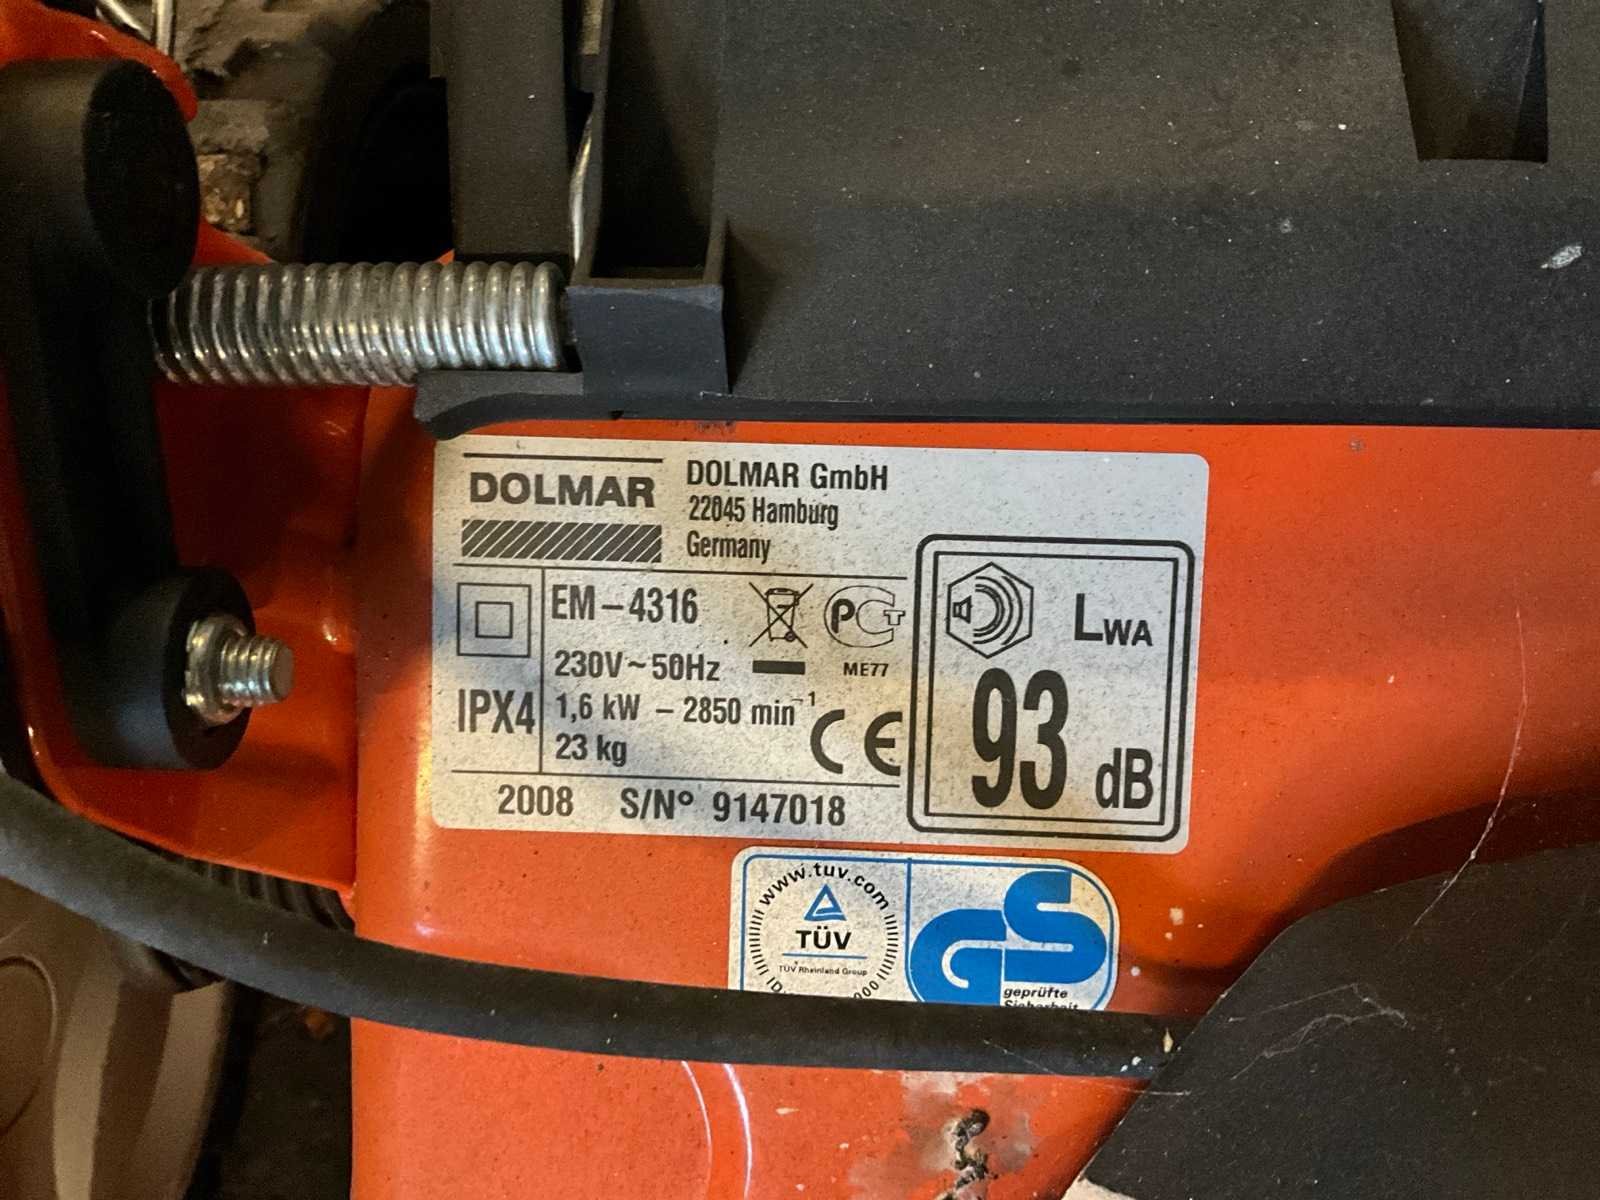 DOLMAR
DOLMAR GmbH
22045 Hamburg
Germany
EM – 4316
230V ~ 50Hz
IPX4
1,6 kW – 2850 min⁻¹
23 kg
PCT
ME77
CE
2008 S/N° 9147018
LWA
93 dB
www.tuv.com
TÜV
TÜV Rheinland Group
GS
geprüfte